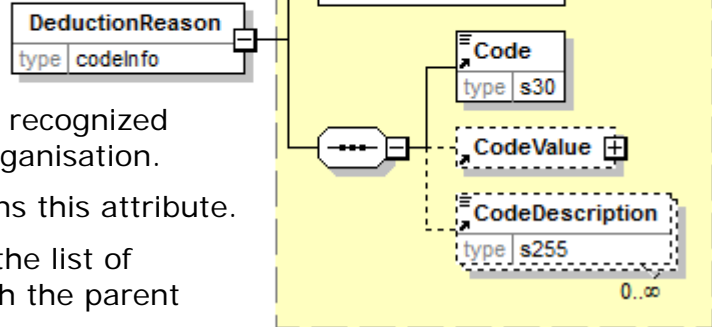 DeductionReason
type codeInfo
Code
type s30
recognized
ganisation.
CodeValue
ns this attribute.
CodeDescription
type s255
the list of
h the parent
0..∞